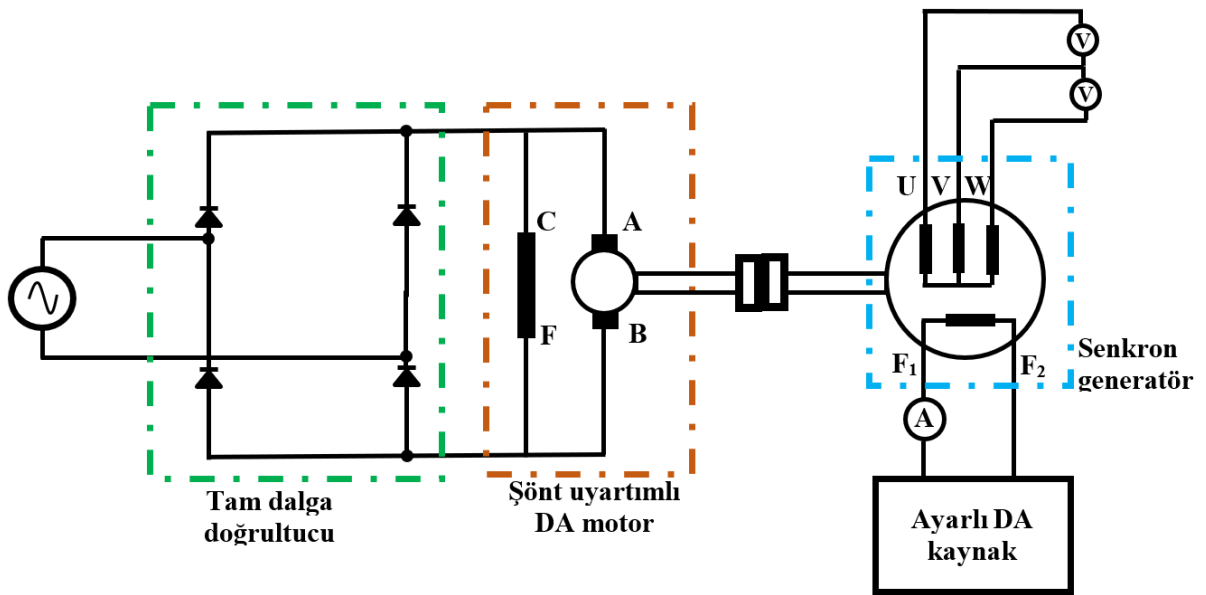 V
V
U V W
C
A
F
B
F1
F2
Senkron
generatör
A
Tam dalga
doğrultucu
Şönt uyartımlı
DA motor
Ayarlı DA
kaynak